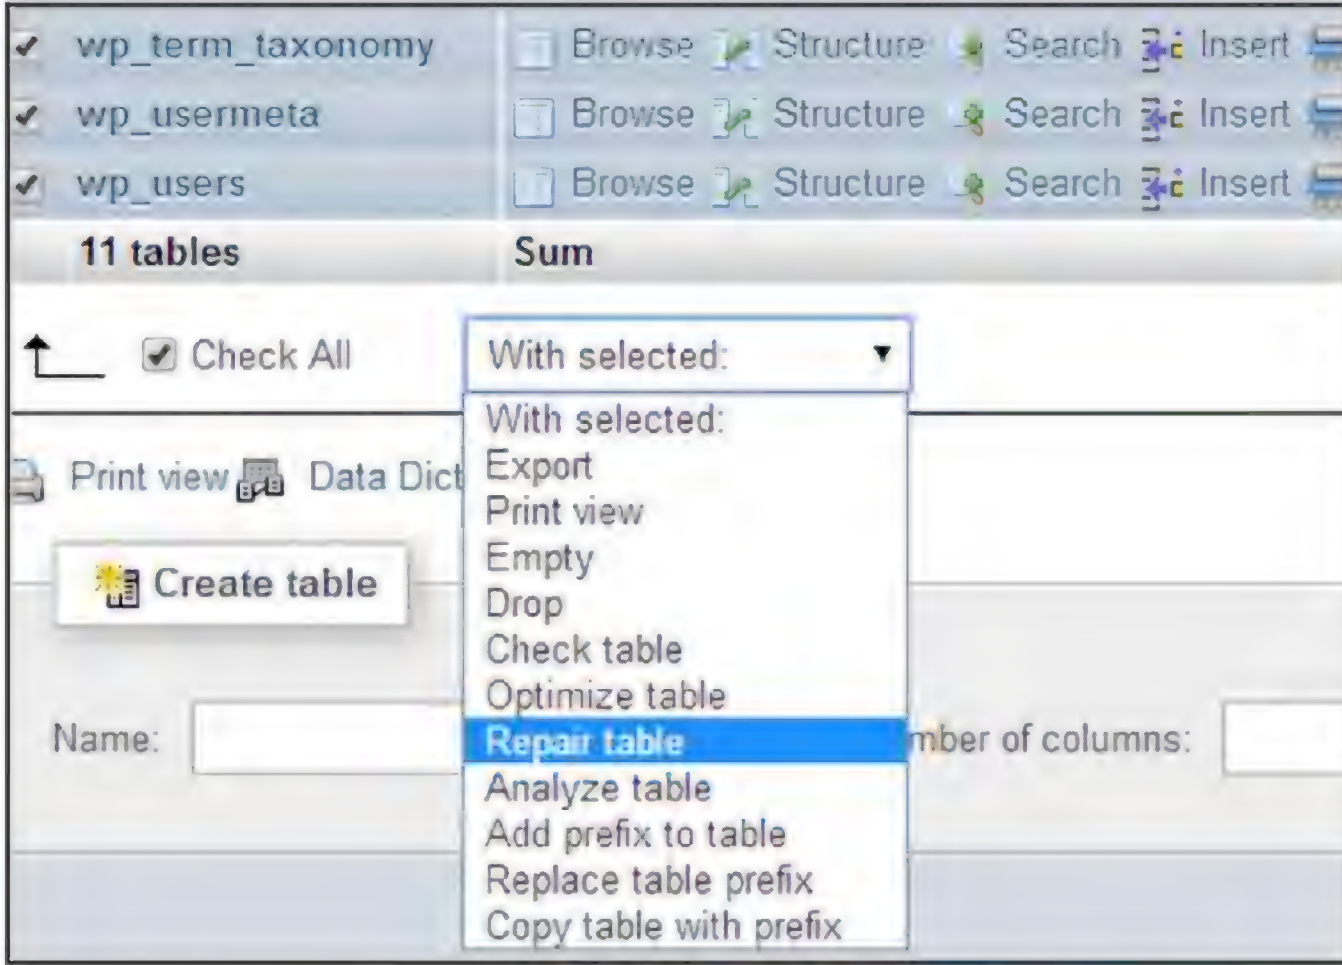 wp_term_taxonomy Browse Structure Search Insert
wp_usermeta Browse Structure Search Insert
wp_users Browse Structure Search Insert
11 tables Sum
Check All With selected:
With selected:
Export
Print view Data Dict
Print view
Empty
Create table
Drop
Check table
Optimize table
Name: Repair table mber of columns:
Analyze table
Add prefix to table
Replace table prefix
Copy table with prefix